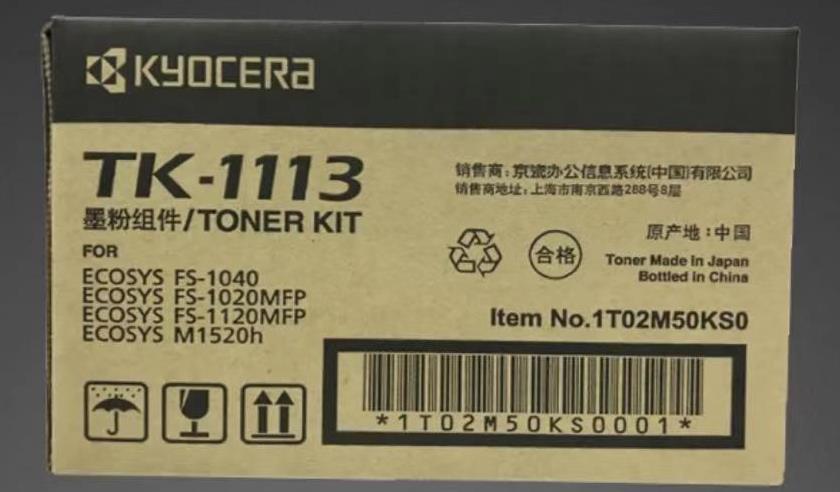 KYOCERA
TK-1113
墨粉组件/TONER KIT
FOR
ECOSYS FS-1040
ECOSYS FS-1020MFP
ECOSYS FS-1120MFP
ECOSYS M1520h
销售商：京瓷办公信息系统(中国)有限公司
销售商地址：上海市南京西路288号8层
合格
原产地：中国
Toner Made In Japan
Bottled in China
Item No.1T02M50KS0
*1T02M50KS0001*